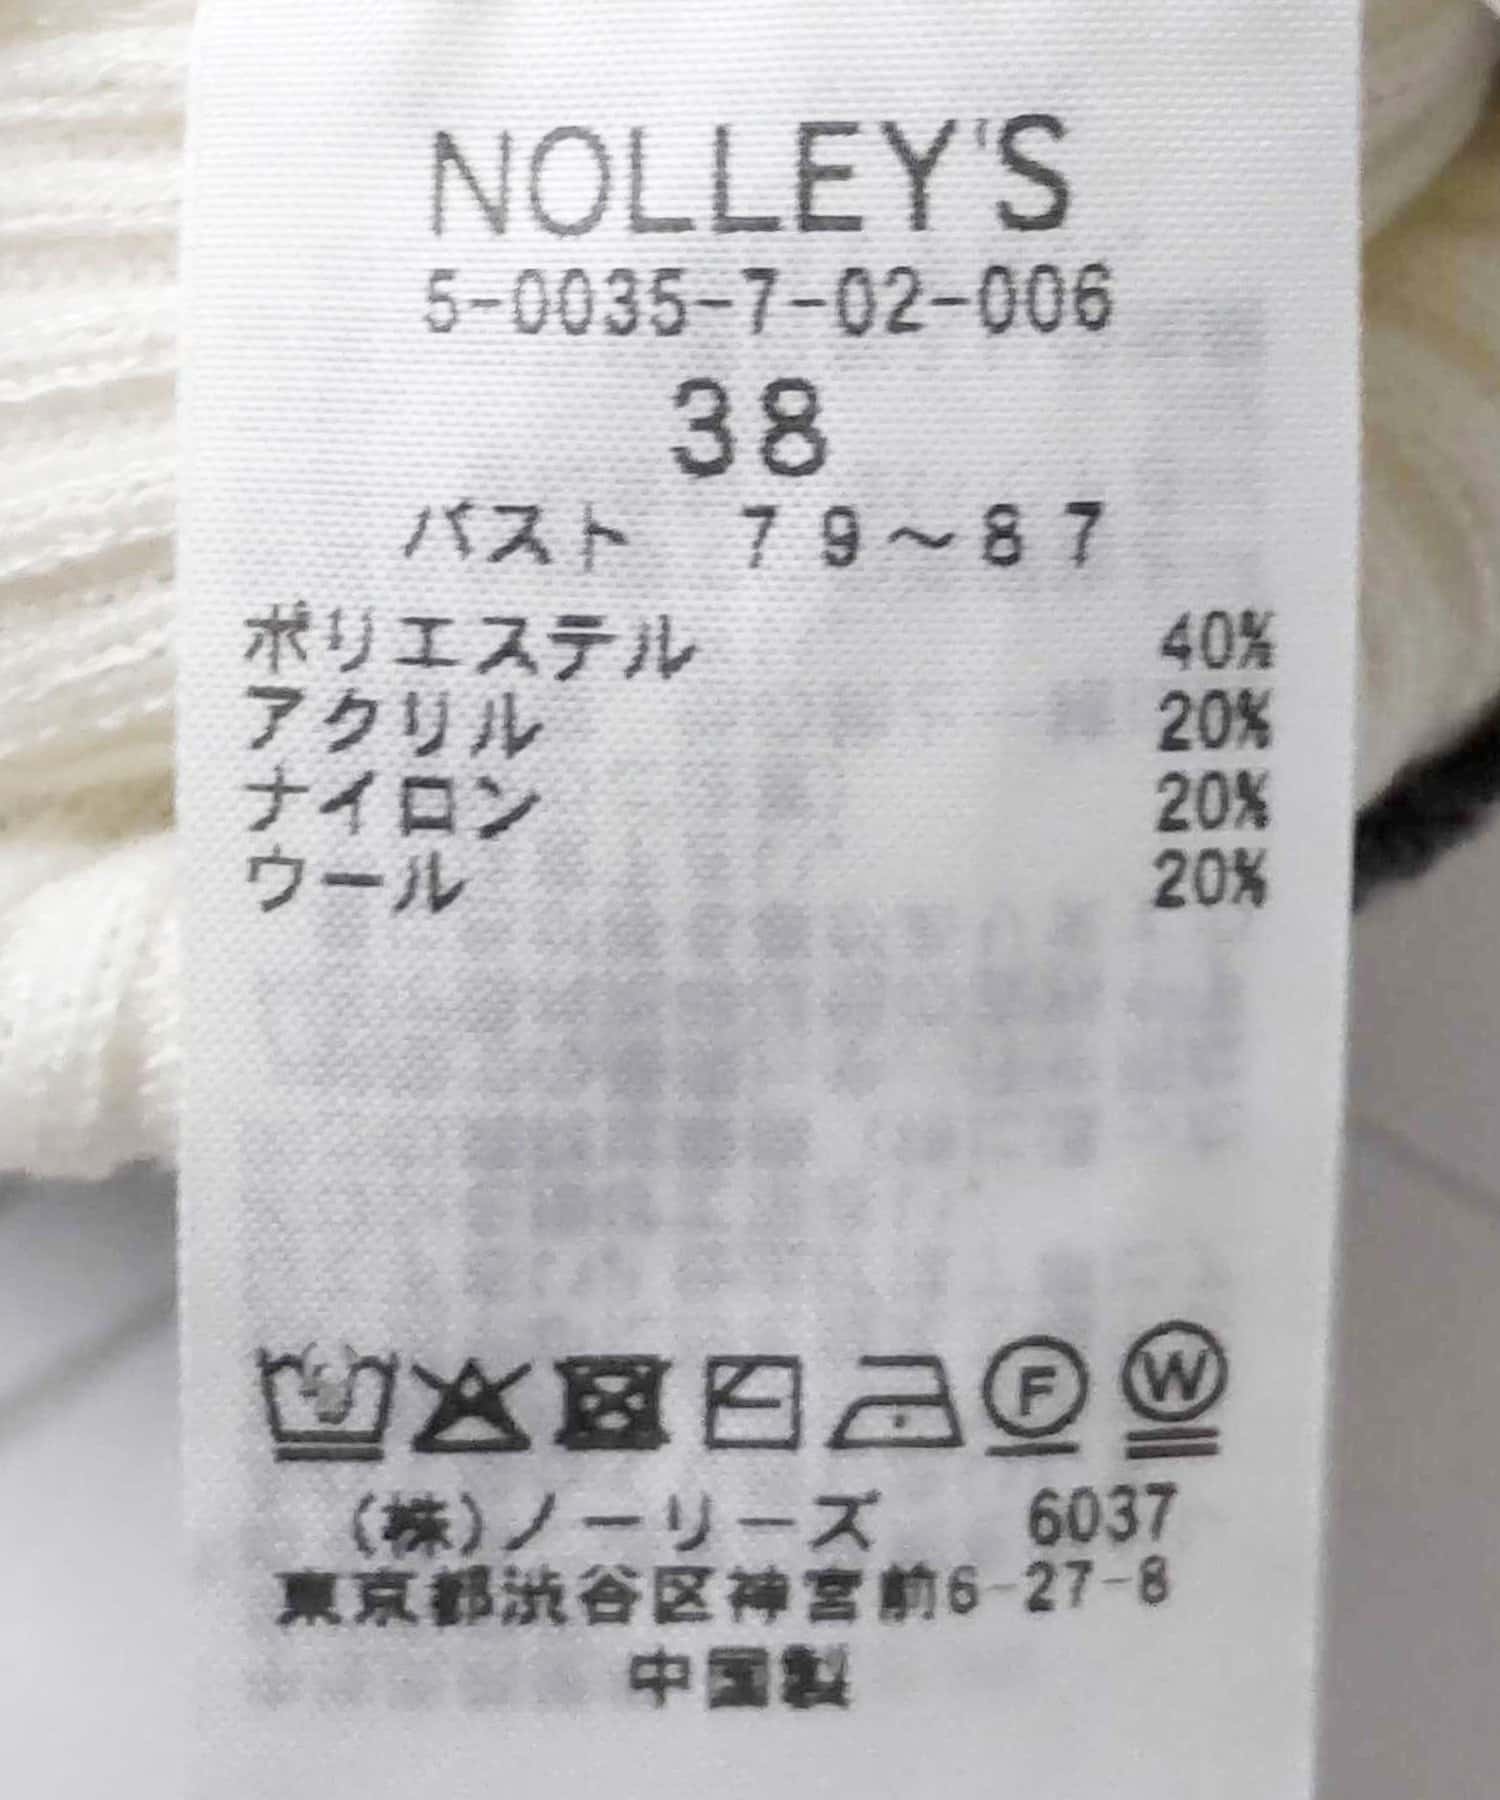 NOLLEY'S
5-0035-7-02-006
38
バスト 79～87
ポリエステル 40%
アクリル 20%
ナイロン 20%
ウール 20%
F W
(株)ノーリーズ 6037
東京都渋谷区神宮前6-27-8
中国製